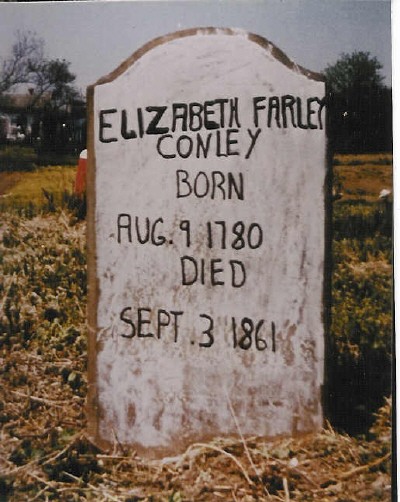 ELIZABETH FARLEY
CONLEY
BORN
AUG. 9 1780
DIED
SEPT. 3 1861